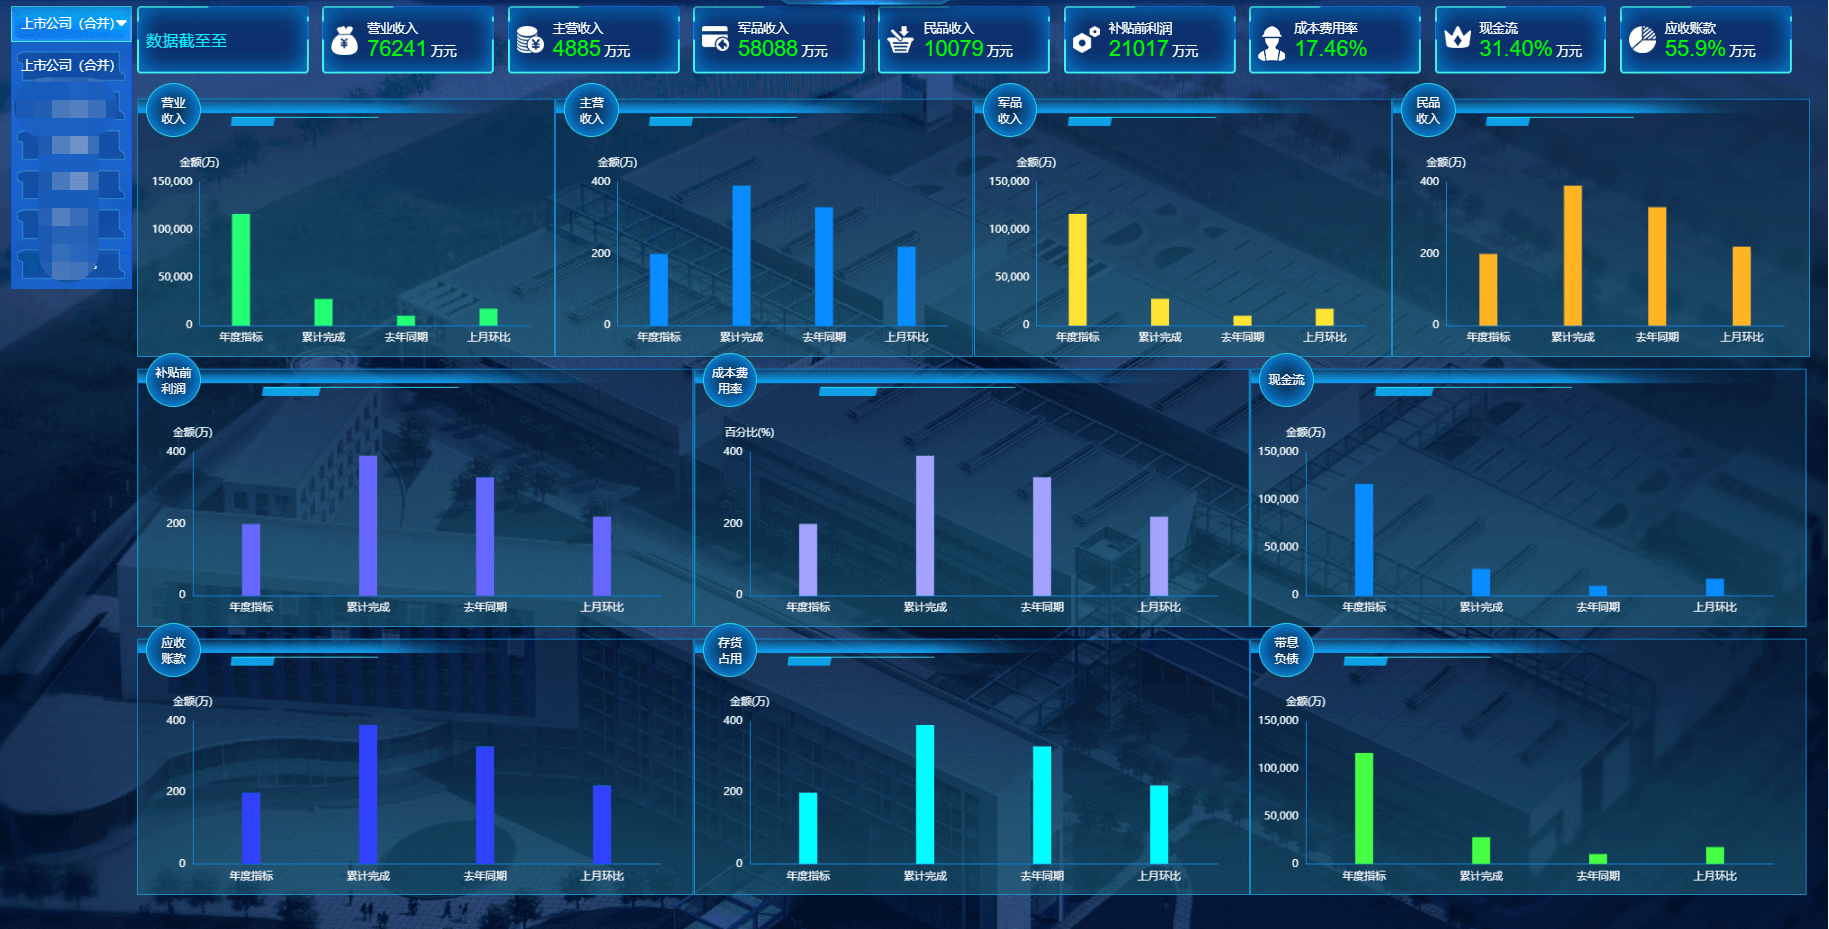 上市公司（合并）
上市公司（合并）
数据截至至
营业收入
76241 万元
主营收入
4885 万元
军品收入
58088 万元
民品收入
10079 万元
补贴前利润
21017 万元
成本费用率
17.46%
现金流
31.40% 万元
应收账款
55.9% 万元
营业
收入
金额(万)
150,000
100,000
50,000
0
年度指标 累计完成 去年同期 上月环比
主营
收入
金额(万)
400
200
0
年度指标 累计完成 去年同期 上月环比
军品
收入
金额(万)
150,000
100,000
50,000
0
年度指标 累计完成 去年同期 上月环比
民品
收入
金额(万)
400
200
0
年度指标 累计完成 去年同期 上月环比
补贴前
利润
金额(万)
400
200
0
年度指标 累计完成 去年同期 上月环比
成本费
用率
百分比(%)
400
200
0
年度指标 累计完成 去年同期 上月环比
现金流
金额(万)
150,000
100,000
50,000
0
年度指标 累计完成 去年同期 上月环比
应收
账款
金额(万)
400
200
0
年度指标 累计完成 去年同期 上月环比
存货
占用
金额(万)
400
200
0
年度指标 累计完成 去年同期 上月环比
带息
负债
金额(万)
150,000
100,000
50,000
0
年度指标 累计完成 去年同期 上月环比